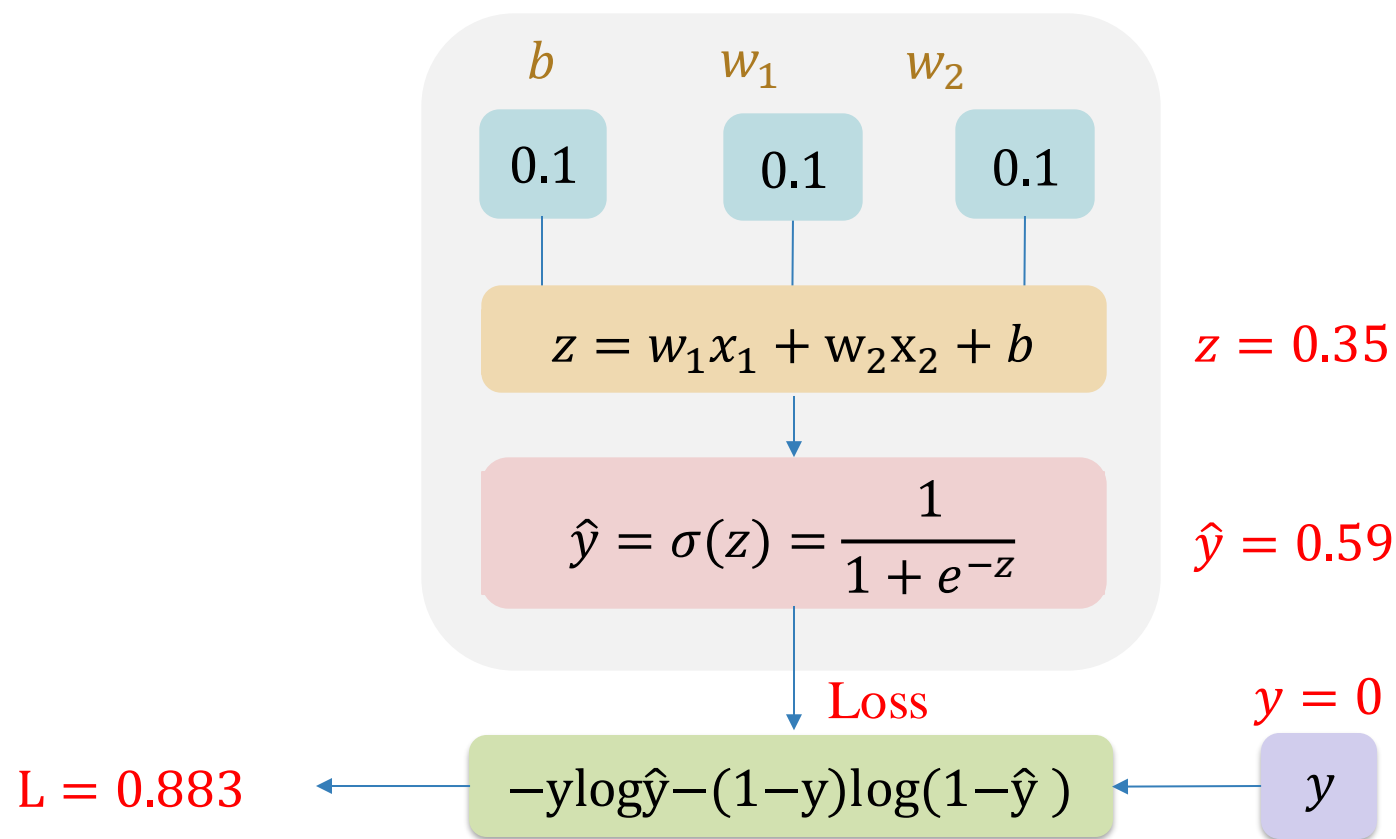 b w₁ w₂
0.1 0.1 0.1
z = w₁x₁ + w₂x₂ + b
z = 0.35
ŷ = σ(z) = 1 / (1 + e⁻ᶻ)
ŷ = 0.59
Loss
y = 0
L = 0.883
−ylogŷ−(1−y)log(1−ŷ )
y